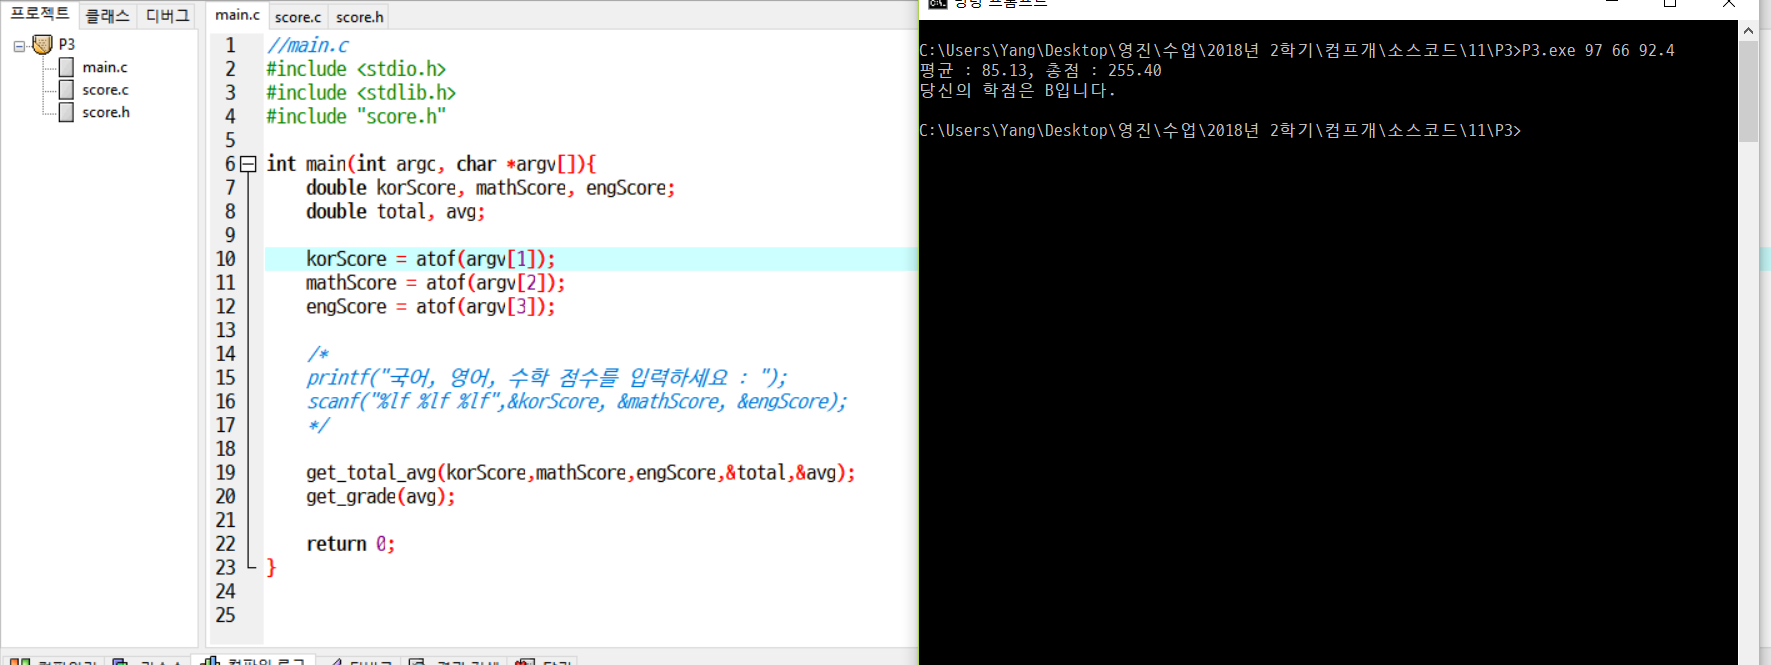 프로젝트 클래스 디버그
P3
main.c
score.c
score.h
main.c score.c score.h
1 //main.c
2 #include <stdio.h>
3 #include <stdlib.h>
4 #include "score.h"
5
6 int main(int argc, char *argv[]){
7 double korScore, mathScore, engScore;
8 double total, avg;
9
10 korScore = atof(argv[1]);
11 mathScore = atof(argv[2]);
12 engScore = atof(argv[3]);
13
14 /*
15 printf("국어, 영어, 수학 점수를 입력하세요 : ");
16 scanf("%lf %lf %lf",&korScore, &mathScore, &engScore);
17 */
18
19 get_total_avg(korScore,mathScore,engScore,&total,&avg);
20 get_grade(avg);
21
22 return 0;
23 }
24
25
명령 프롬프트
C:\Users\Yang\Desktop\영진\수업\2018년 2학기\컴프개\소스코드\11\P3>P3.exe 97 66 92.4
평균 : 85.13, 총점 : 255.40
당신의 학점은 B입니다.
C:\Users\Yang\Desktop\영진\수업\2018년 2학기\컴프개\소스코드\11\P3>